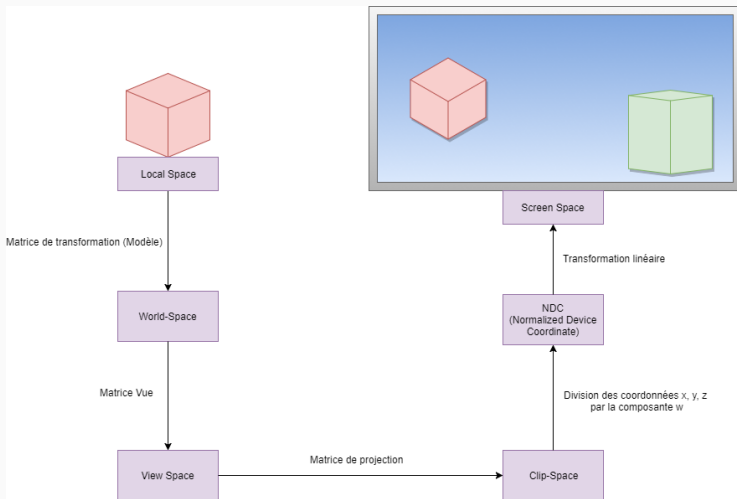 Local Space
Matrice de transformation (Modèle)
World-Space
Matrice Vue
View Space
Matrice de projection
Clip-Space
Division des coordonnées x, y, z
par la composante w
NDC
(Normalized Device
Coordinate)
Transformation linéaire
Screen Space